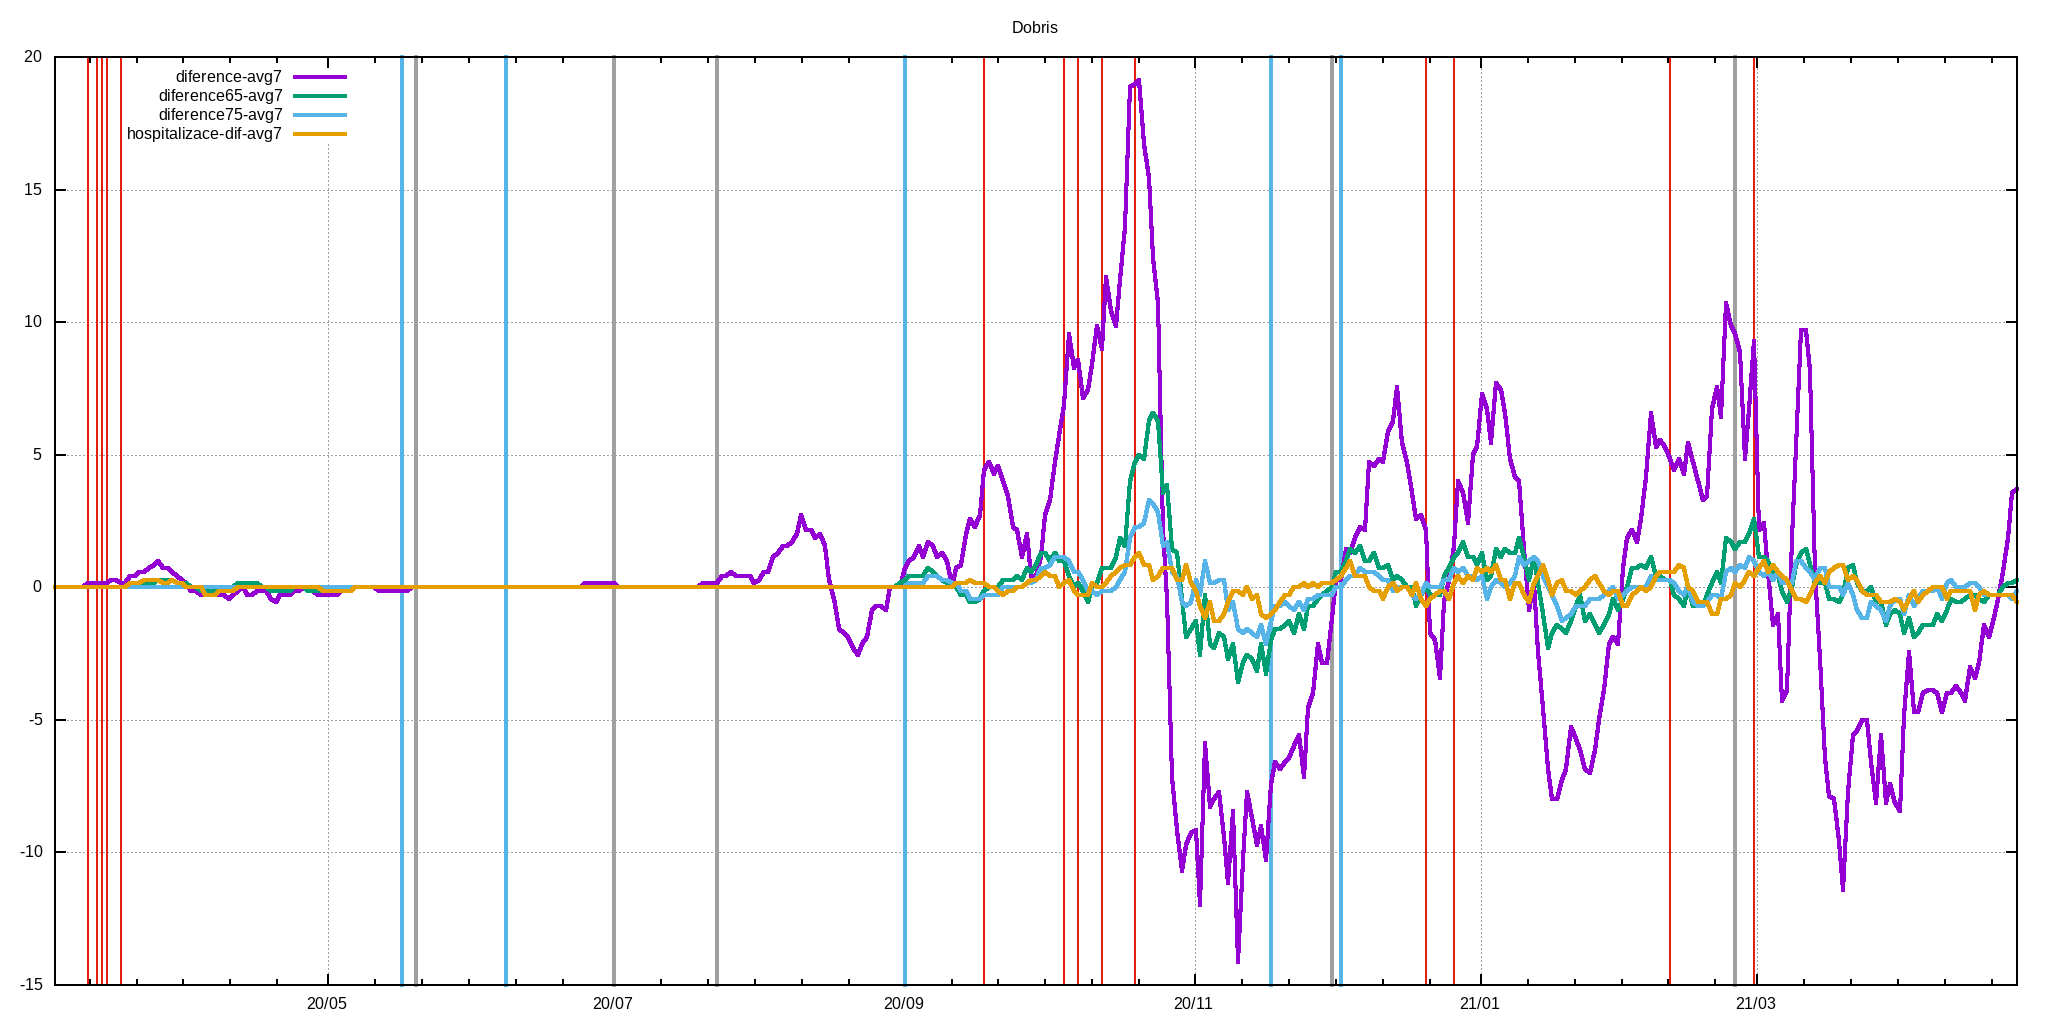 Dobris
20
diference-avg7
diference65-avg7
diference75-avg7
hospitalizace-dif-avg7
15
10
5
0
-5
-10
-15
20/05 20/07 20/09 20/11 21/01 21/03